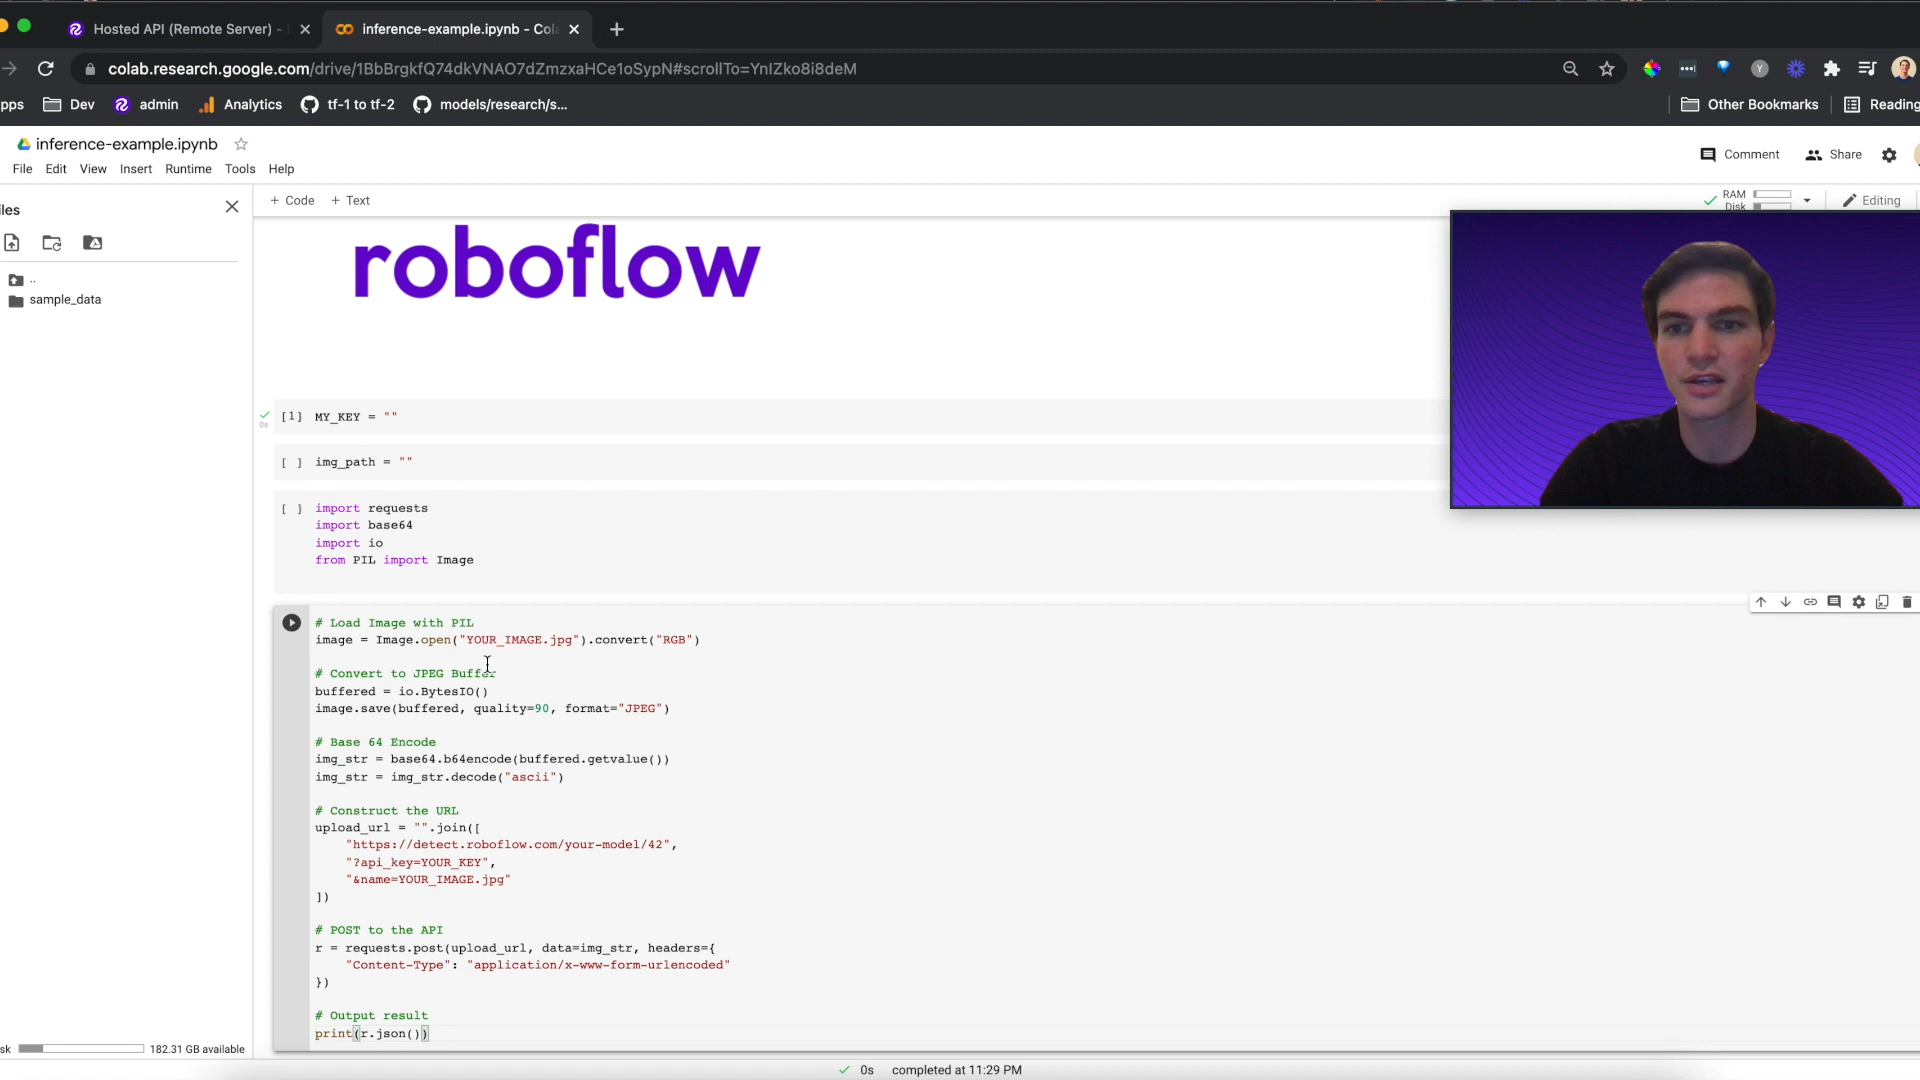 Hosted API (Remote Server) -
inference-example.ipynb - Col
colab.research.google.com/drive/1BbBrgkfQ74dkVNAO7dZmzxaHCe1oSypN#scrollTo=YnIZko8i8deM
pps
Dev
admin
Analytics
tf-1 to tf-2
models/research/s...
Other Bookmarks
Reading
inference-example.ipynb
File Edit View Insert Runtime Tools Help
Comment
Share
iles
+ Code + Text
RAM
Disk
Editing
..
sample_data
roboflow
[1] MY_KEY = ""
0s
[ ] img_path = ""
[ ] import requests
import base64
import io
from PIL import Image
# Load Image with PIL
image = Image.open("YOUR_IMAGE.jpg").convert("RGB")
# Convert to JPEG Buffer
buffered = io.BytesIO()
image.save(buffered, quality=90, format="JPEG")
# Base 64 Encode
img_str = base64.b64encode(buffered.getvalue())
img_str = img_str.decode("ascii")
# Construct the URL
upload_url = "".join([
"https://detect.roboflow.com/your-model/42",
"?api_key=YOUR_KEY",
"&name=YOUR_IMAGE.jpg"
])
# POST to the API
r = requests.post(upload_url, data=img_str, headers={
"Content-Type": "application/x-www-form-urlencoded"
})
# Output result
print(r.json())
sk
182.31 GB available
0s completed at 11:29 PM